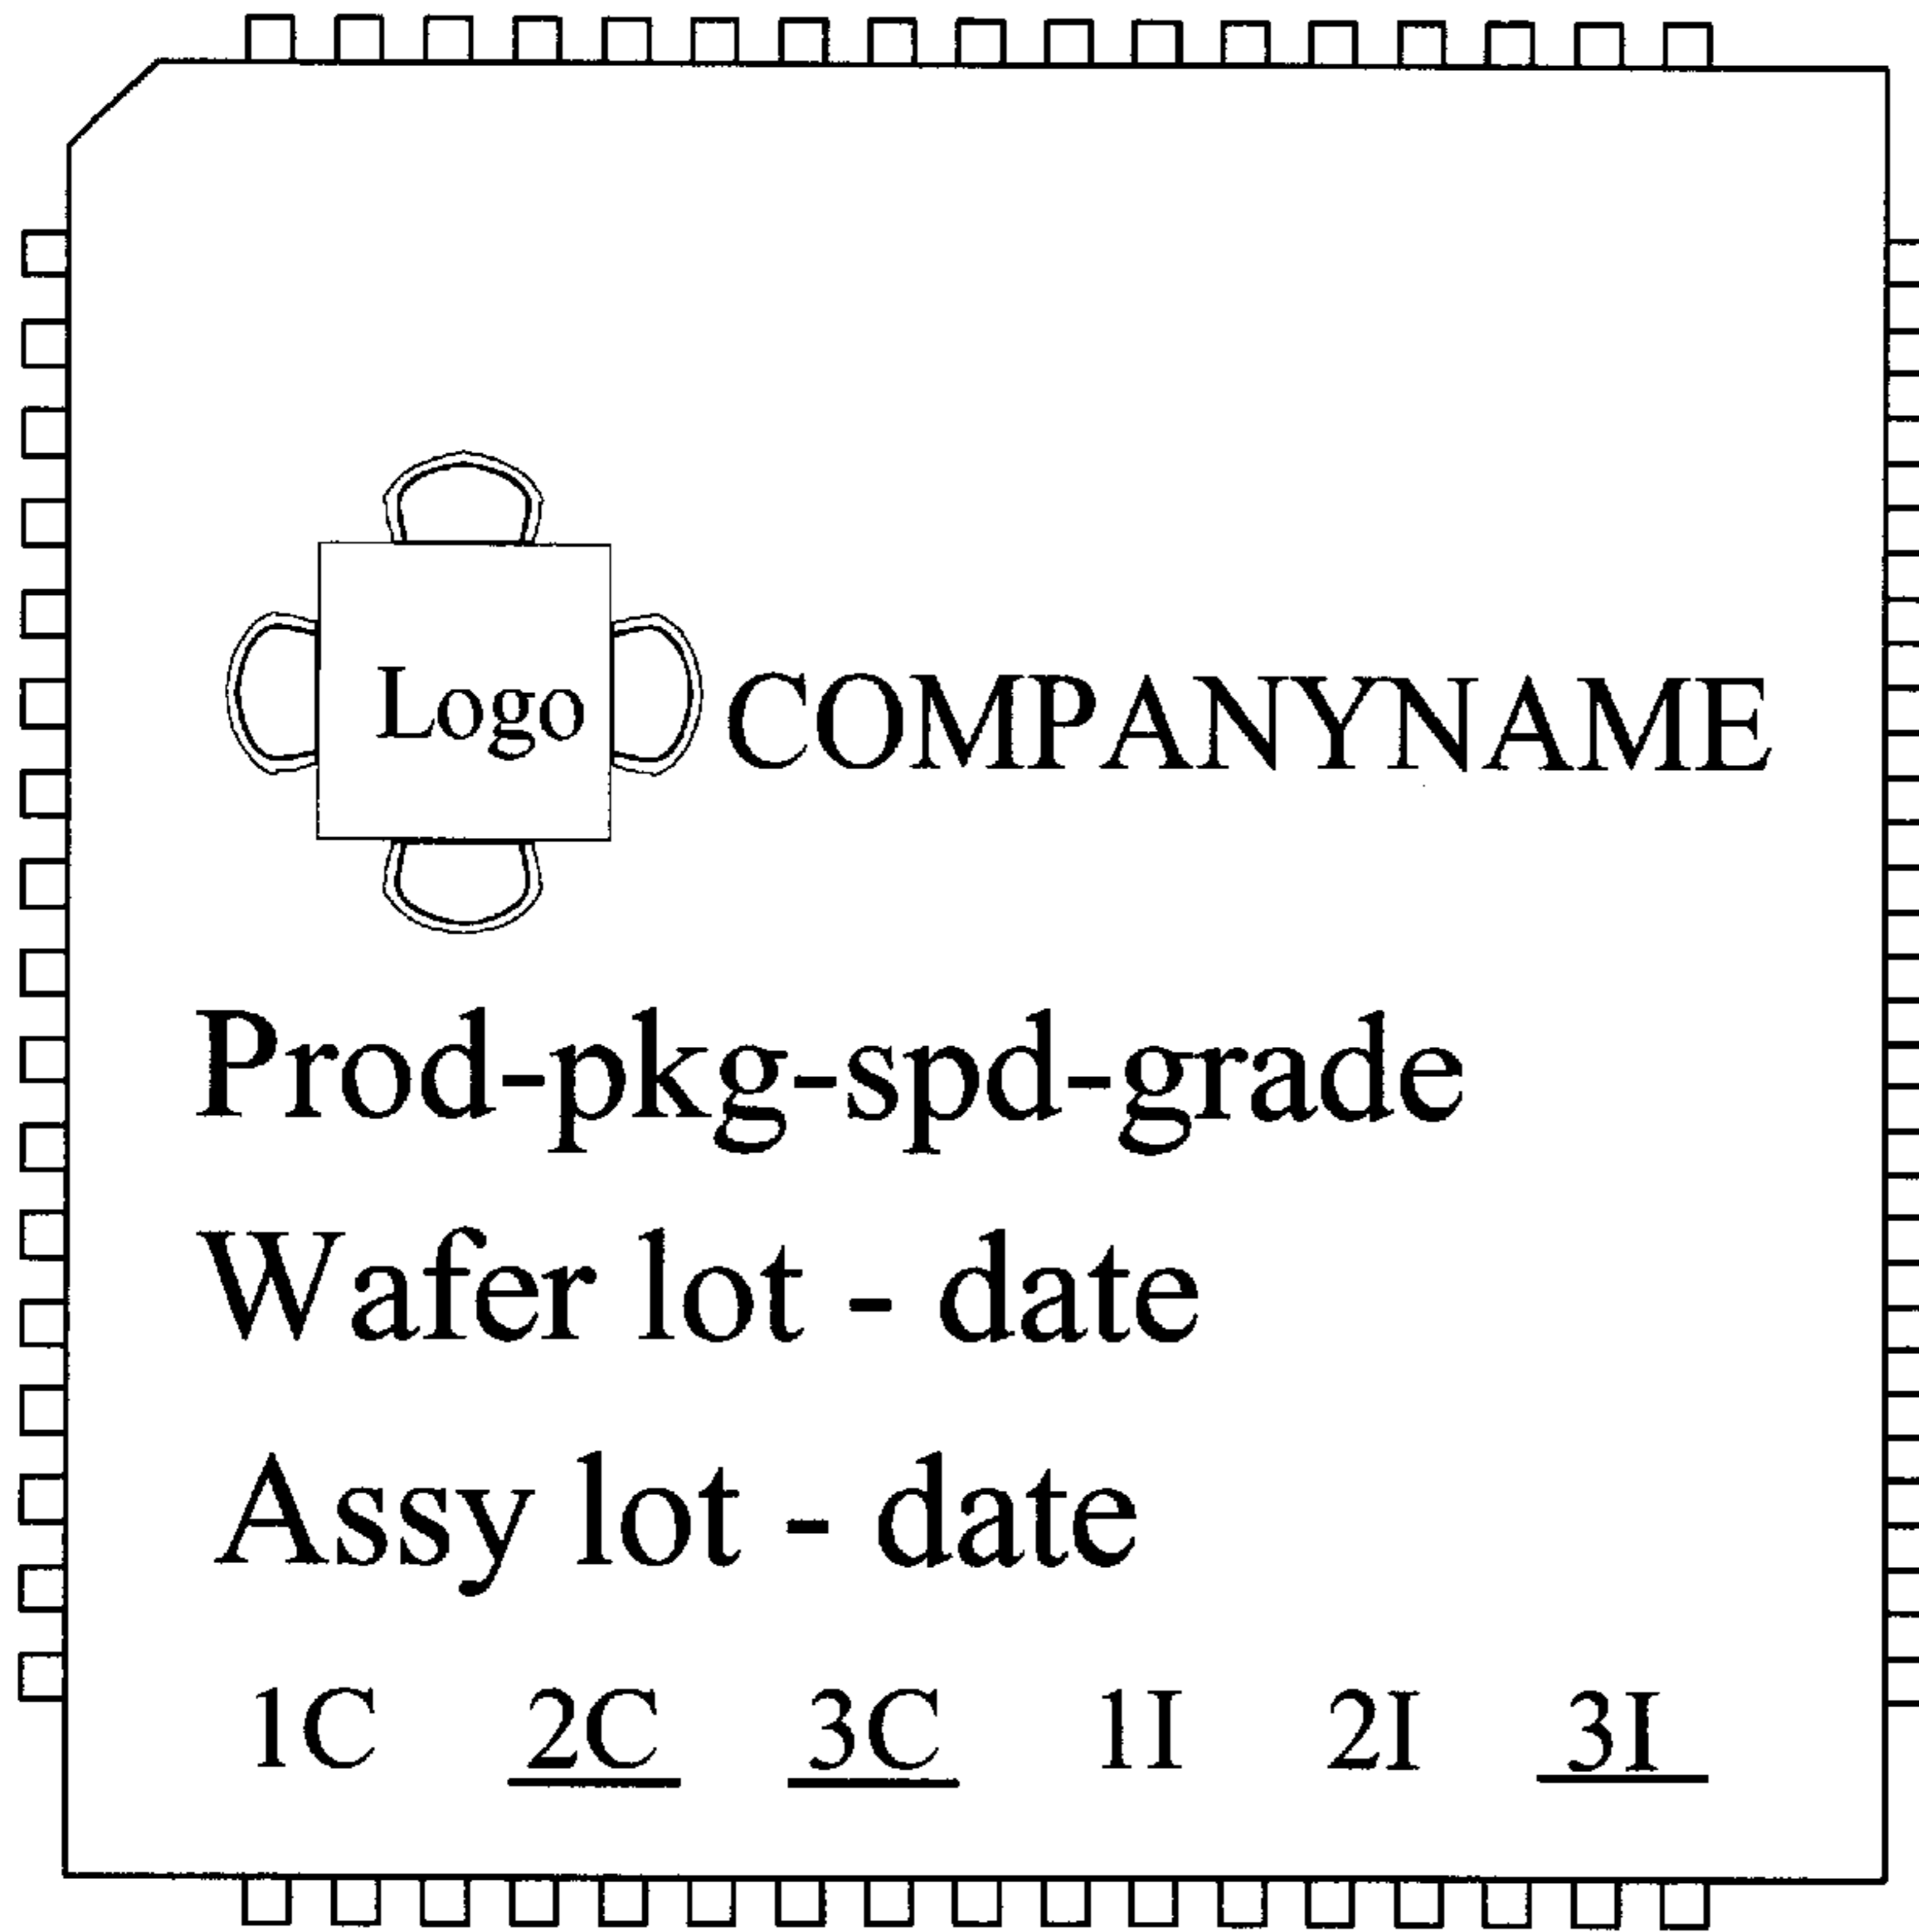 Logo COMPANYNAME
Prod-pkg-spd-grade
Wafer lot - date
Assy lot - date
1C 2C 3C 1I 2I 3I